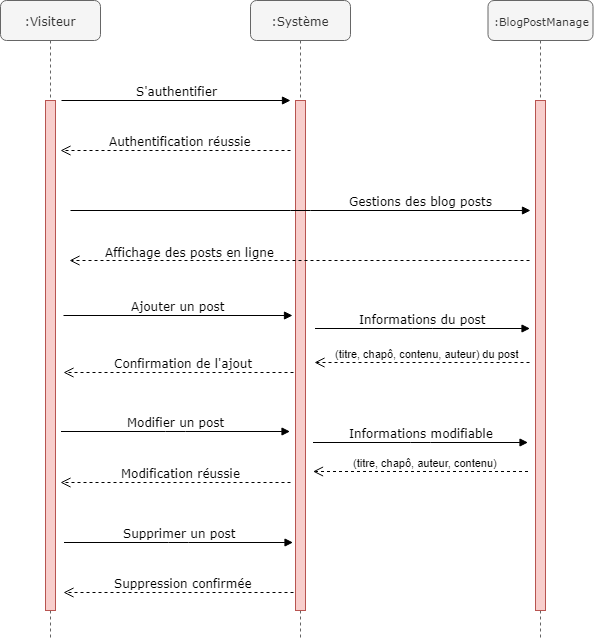 :Visiteur
:Système
:BlogPostManage
S'authentifier
Authentification réussie
Gestions des blog posts
Affichage des posts en ligne
Ajouter un post
Informations du post
(titre, chapô, contenu, auteur) du post
Confirmation de l'ajout
Modifier un post
Informations modifiable
(titre, chapô, auteur, contenu)
Modification réussie
Supprimer un post
Suppression confirmée